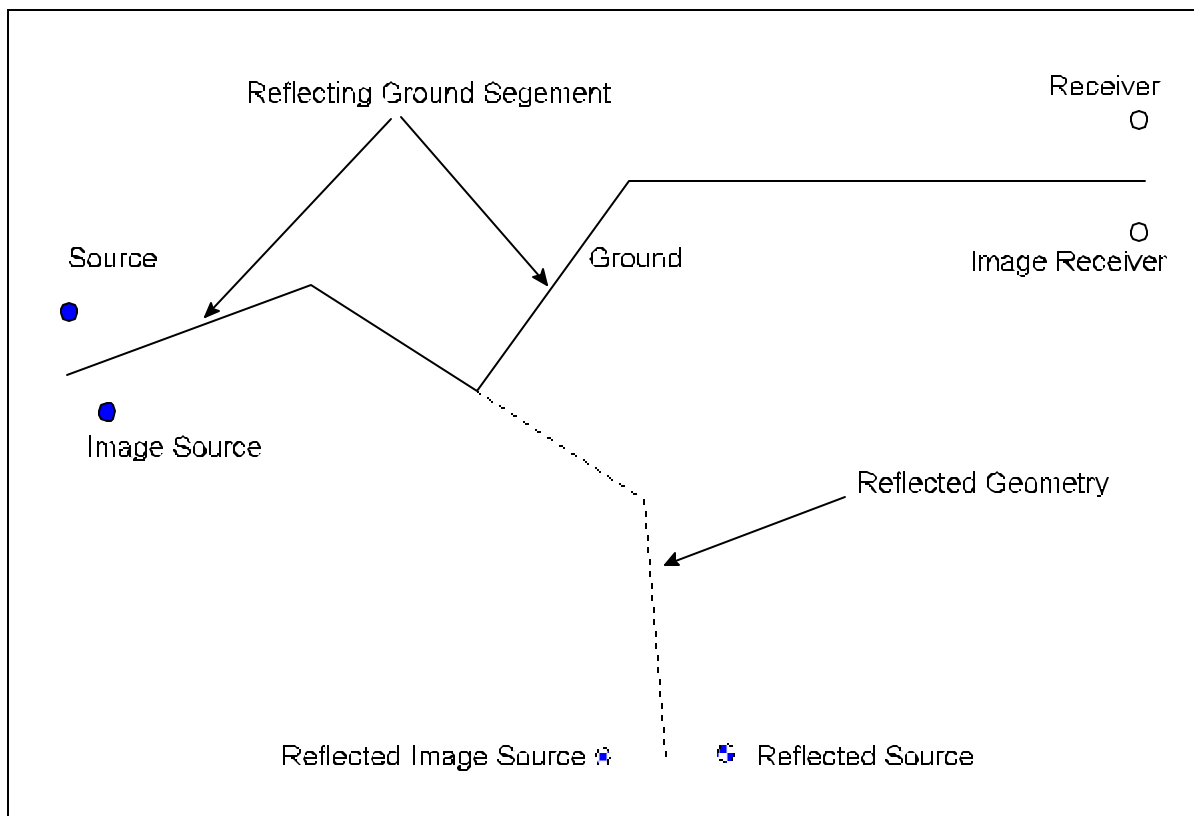 Reflecting Ground Segement
Receiver
Source
Ground
Image Receiver
Image Source
Reflected Geometry
Reflected Image Source
Reflected Source